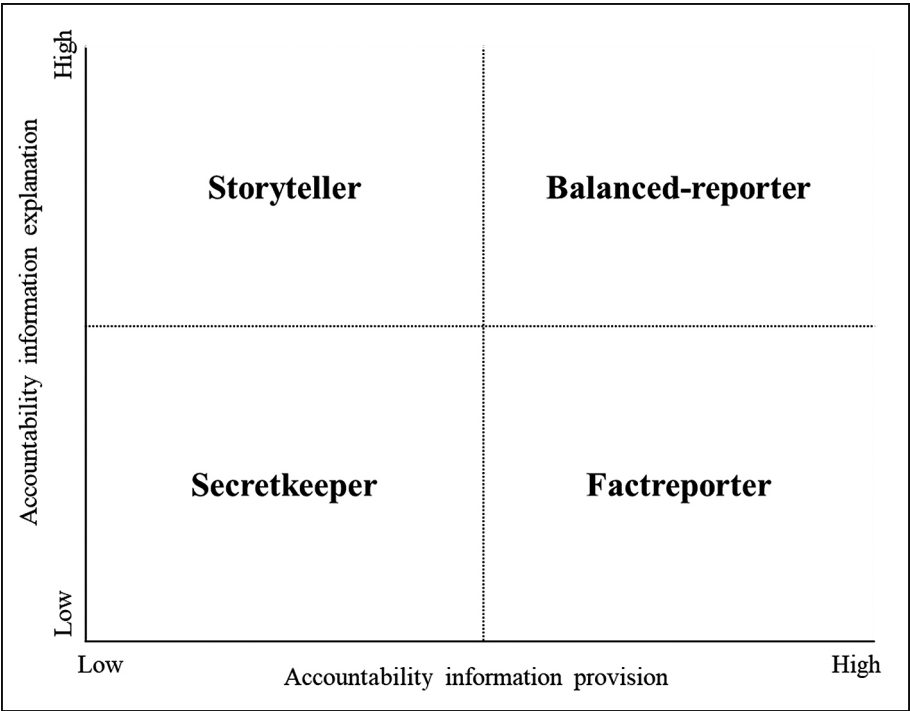 High
Accountability information explanation
Storyteller
Balanced-reporter
Secretkeeper
Factreporter
Low
Low
High
Accountability information provision